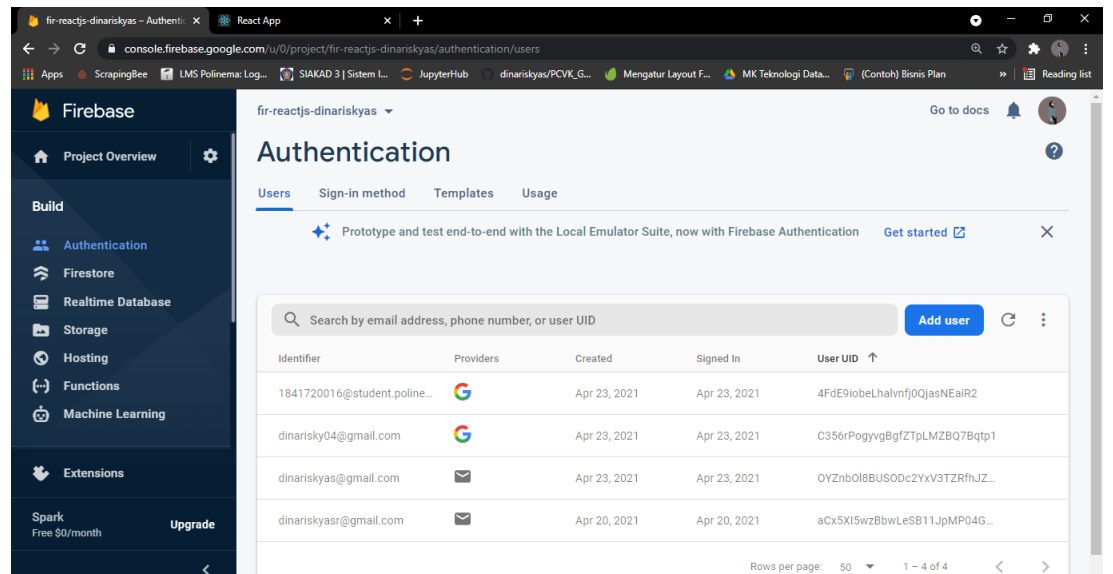 fir-reactjs-dinariskyas – Authentic
React App
console.firebase.google.com/u/0/project/fir-reactjs-dinariskyas/authentication/users
Apps ScrapingBee LMS Polinema: Log... SIAKAD 3 | Sistem I... JupyterHub dinariskyas/PCVK_G... Mengatur Layout F... MK Teknologi Data... (Contoh) Bisnis Plan » Reading list
Firebase
fir-reactjs-dinariskyas
Go to docs
Project Overview
Authentication
Users Sign-in method Templates Usage
Build
Prototype and test end-to-end with the Local Emulator Suite, now with Firebase Authentication Get started
Authentication
Firestore
Realtime Database
Storage
Hosting
Functions
Machine Learning
Extensions
Spark
Free $0/month
Upgrade
Search by email address, phone number, or user UID
Add user
Identifier Providers Created Signed In User UID
1841720016@student.poline... Apr 23, 2021 Apr 23, 2021 4FdE9iobeLhalvnfj0QjasNEaiR2
dinarisky04@gmail.com Apr 23, 2021 Apr 23, 2021 C356rPogyvgBgfZTpLMZBQ7Bqtp1
dinariskyas@gmail.com Apr 23, 2021 Apr 23, 2021 OYZnbOl8BUSODc2YxV3TZRfhJZ...
dinariskyasr@gmail.com Apr 20, 2021 Apr 20, 2021 aCx5XI5wzBbwLeSB11JpMP04G...
Rows per page: 50 1 – 4 of 4